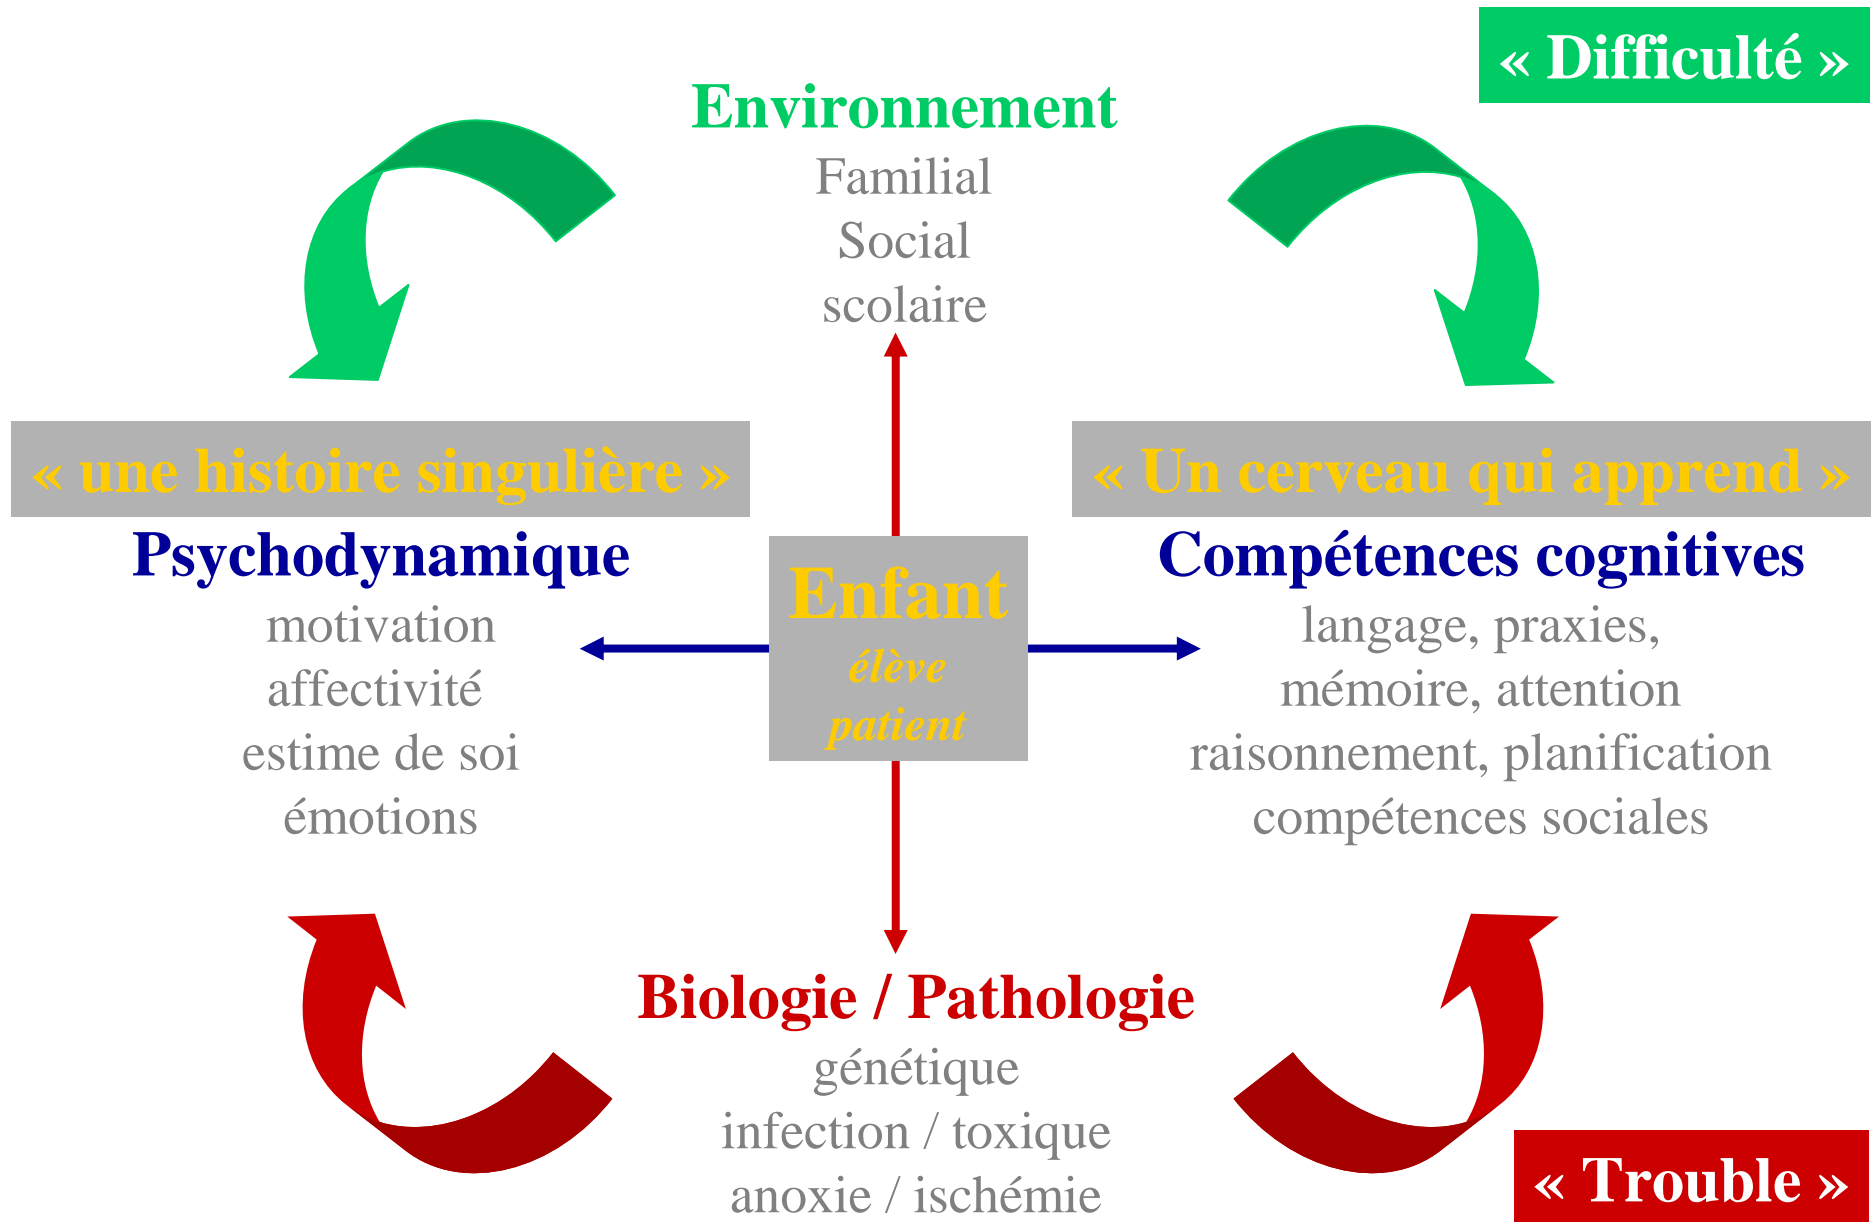 « Difficulté »
Environnement
Familial
Social
scolaire
« une histoire singulière »
Psychodynamique
motivation
affectivité
estime de soi
émotions
Enfant
élève
patient
« Un cerveau qui apprend »
Compétences cognitives
langage, praxies,
mémoire, attention
raisonnement, planification
compétences sociales
Biologie / Pathologie
génétique
infection / toxique
anoxie / ischémie
« Trouble »